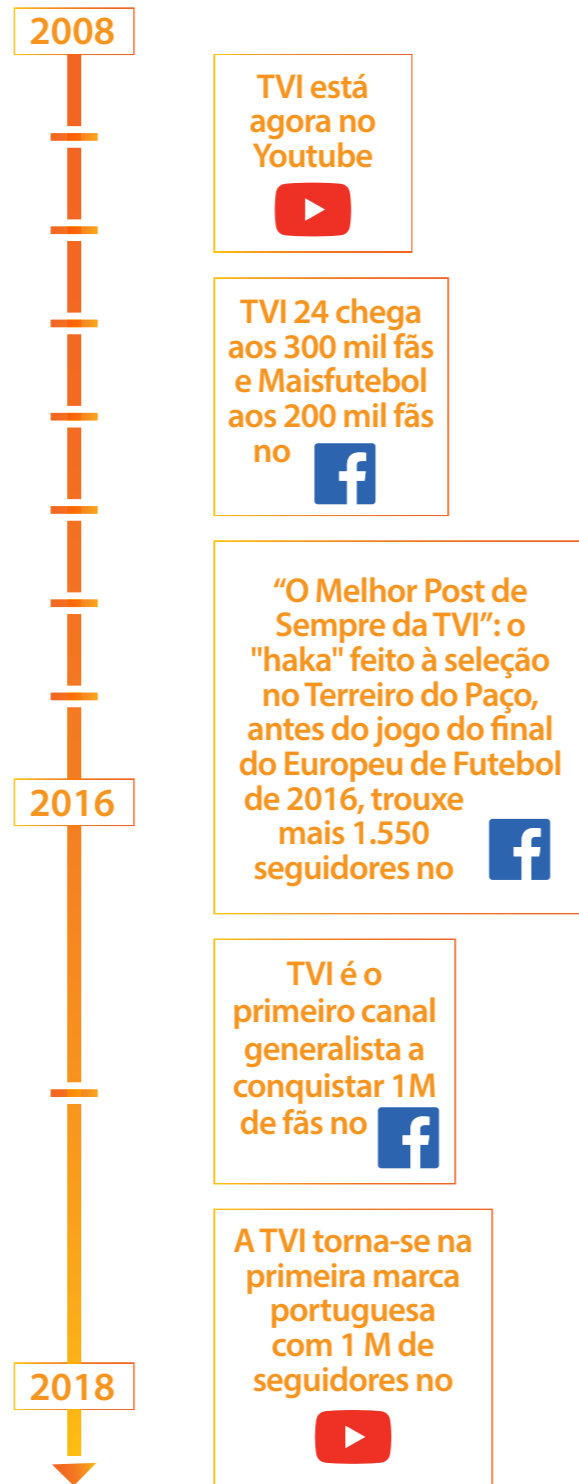 2008
TVI está
agora no
Youtube
TVI 24 chega
aos 300 mil fãs
e Maisfutebol
aos 200 mil fãs
no f
“O Melhor Post de
Sempre da TVI”: o
"haka" feito à seleção
no Terreiro do Paço,
antes do jogo do final
do Europeu de Futebol
de 2016, trouxe
mais 1.550
seguidores no f
2016
TVI é o
primeiro canal
generalista a
conquistar 1M
de fãs no f
A TVI torna-se na
primeira marca
portuguesa
com 1 M de
seguidores no
2018